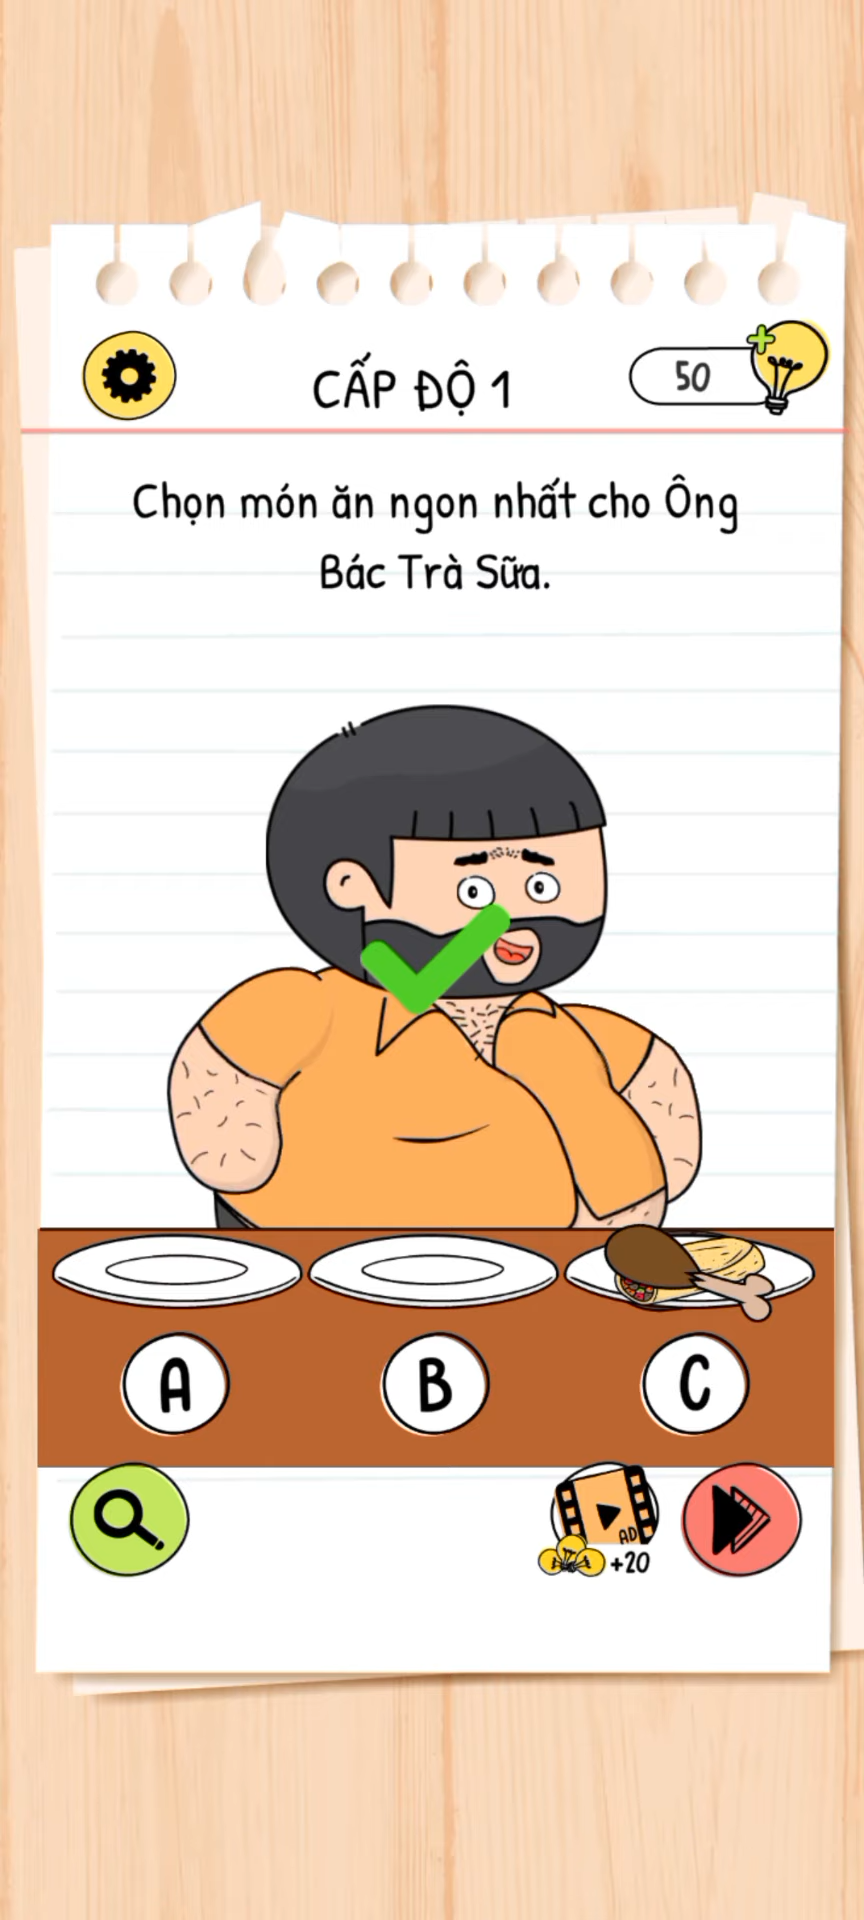 CẤP ĐỘ 1
50
Chọn món ăn ngon nhất cho Ông
Bác Trà Sữa.
A
B
C
AD
+20